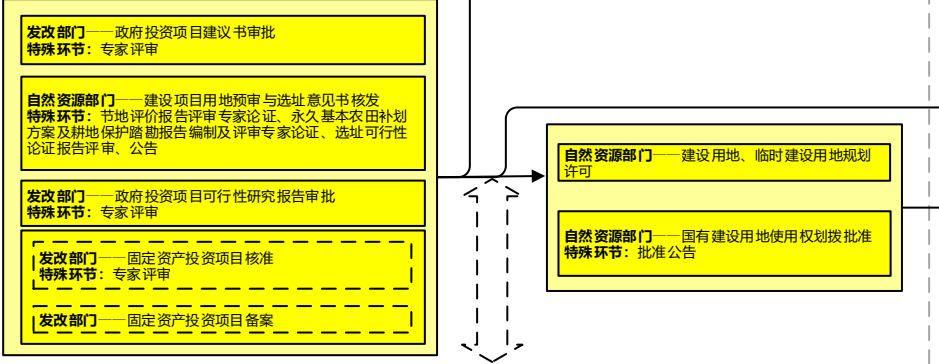 发改部门——政府投资项目建议书审批
特殊环节：专家评审
自然资源部门——建设项目用地预审与选址意见书核发
特殊环节：节地评价报告评审专家论证、永久基本农田补划
方案及耕地保护踏勘报告编制及评审专家论证、选址可行性
论证报告评审、公告
发改部门——政府投资项目可行性研究报告审批
特殊环节：专家评审
发改部门——固定资产投资项目核准
特殊环节：专家评审
发改部门——固定资产投资项目备案
自然资源部门——建设用地、临时建设用地规划
许可
自然资源部门——国有建设用地使用权划拨批准
特殊环节：批准公告